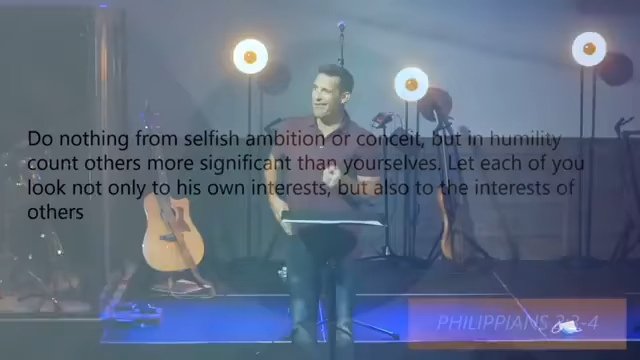 Do nothing from selfish ambition or conceit, but in humility
count others more significant than yourselves. Let each of you
look not only to his own interests, but also to the interests of
others
PHILIPPIANS 2:3-4